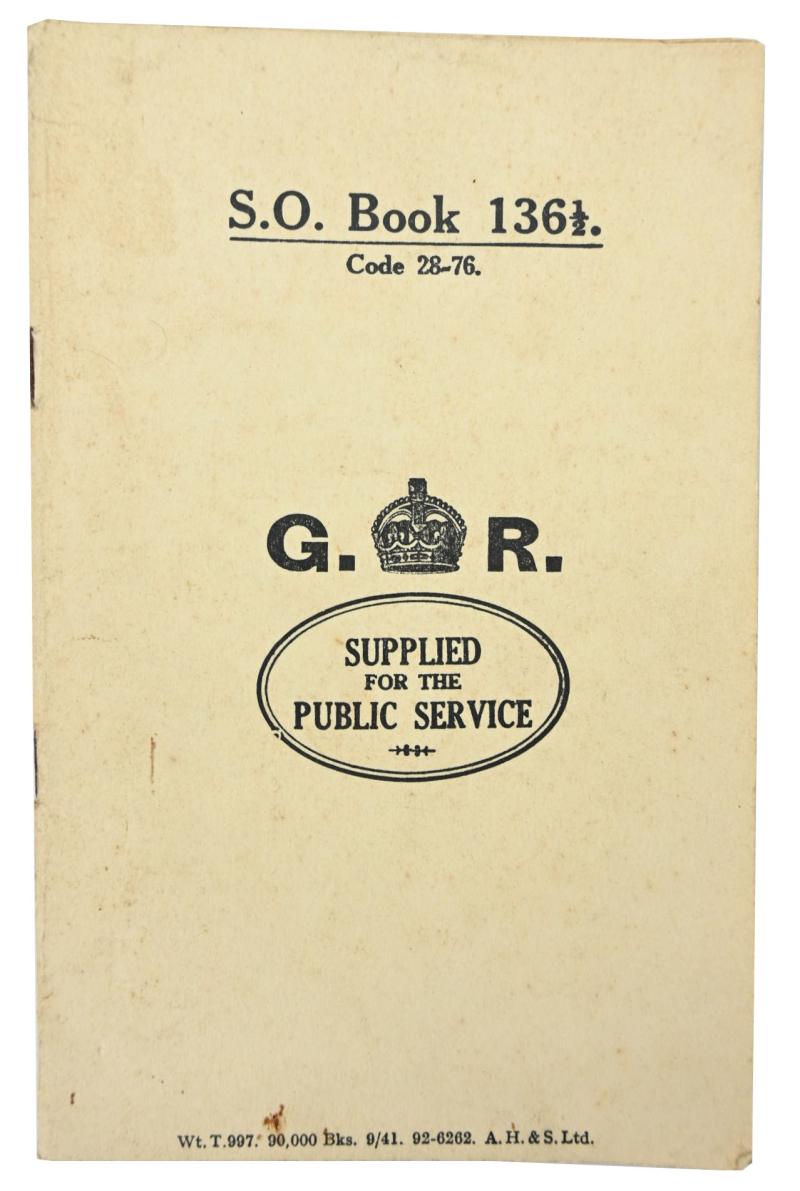 S.O. Book 136½.
Code 28-76.
G. R.
SUPPLIED
FOR THE
PUBLIC SERVICE
Wt. T.997. 90,000 Bks. 9/41. 92-6262. A. H. & S. Ltd.